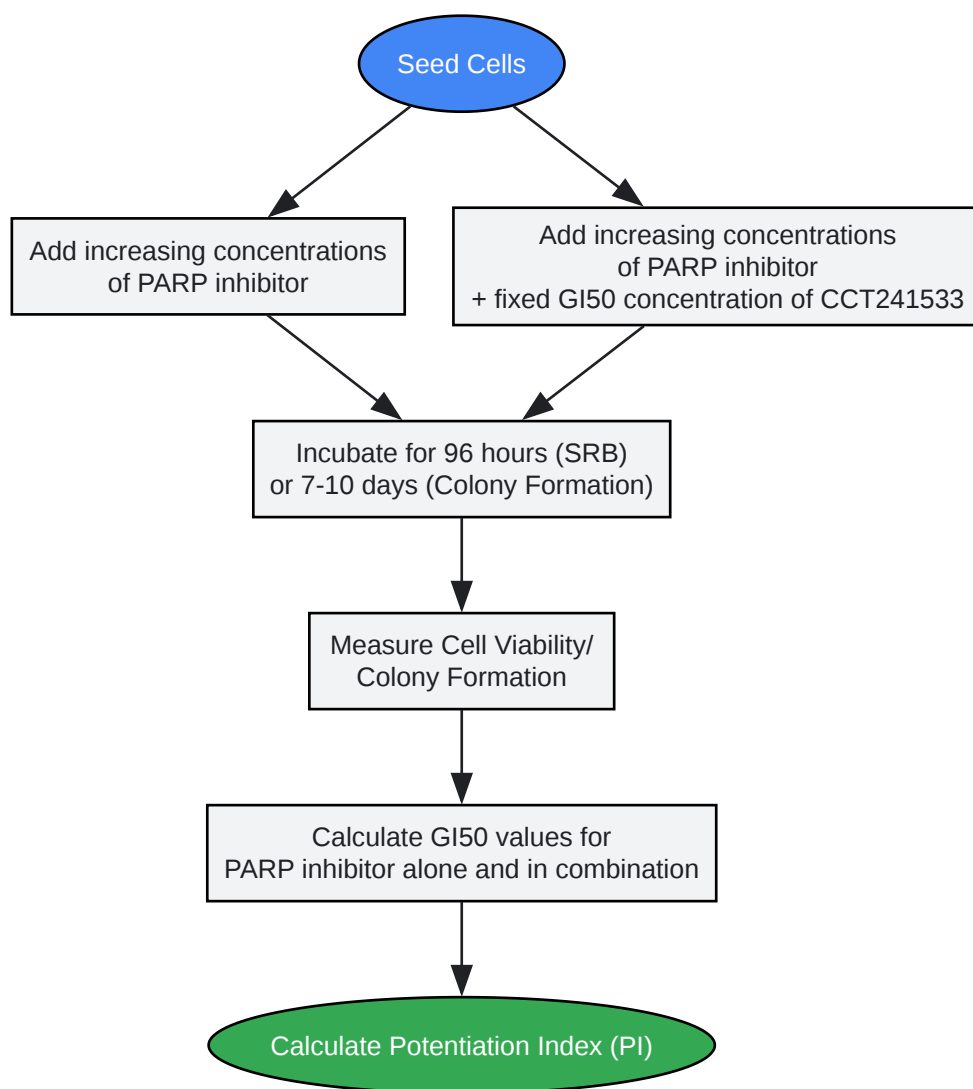 Seed Cells
Add increasing concentrations
of PARP inhibitor
Add increasing concentrations
of PARP inhibitor
+ fixed GI50 concentration of CCT241533
Incubate for 96 hours (SRB)
or 7-10 days (Colony Formation)
Measure Cell Viability/
Colony Formation
Calculate GI50 values for
PARP inhibitor alone and in combination
Calculate Potentiation Index (PI)